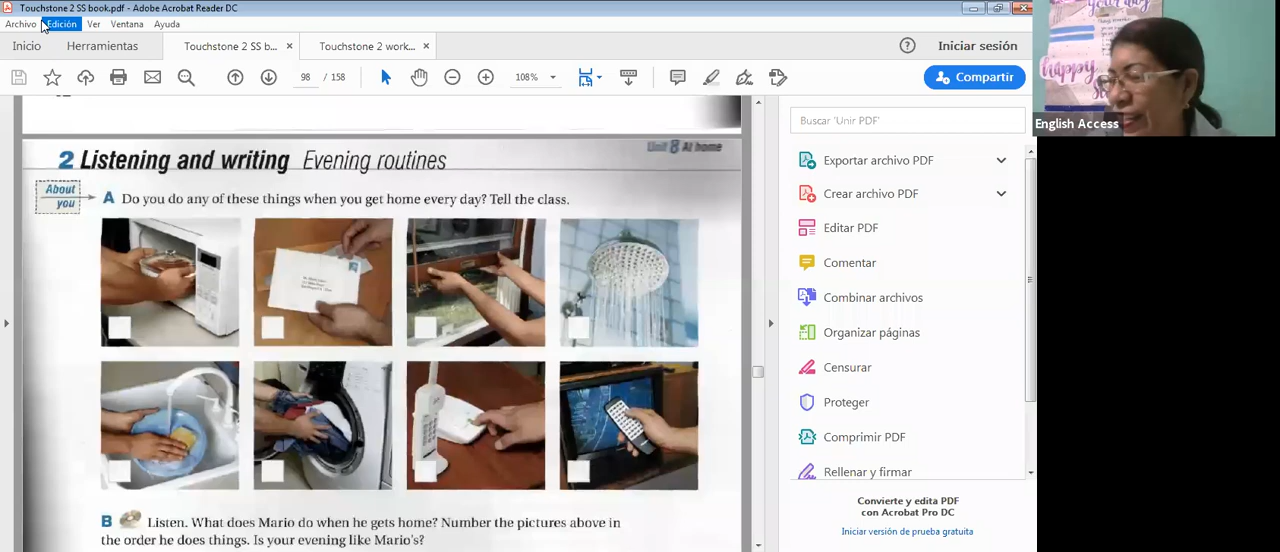 Touchstone 2 SS book.pdf - Adobe Acrobat Reader DC
Archivo Edición Ver Ventana Ayuda
Inicio Herramientas Touchstone 2 SS b... × Touchstone 2 work... × Iniciar sesión
98 / 158 108% Compartir
2 Listening and writing Evening routines
Unit 8 At home
About
you
A Do you do any of these things when you get home every day? Tell the class.
B Listen. What does Mario do when he gets home? Number the pictures above in
the order he does things. Is your evening like Mario's?
Buscar 'Unir PDF'
Exportar archivo PDF
Crear archivo PDF
Editar PDF
Comentar
Combinar archivos
Organizar páginas
Censurar
Proteger
Comprimir PDF
Rellenar y firmar
Convierte y edita PDF
con Acrobat Pro DC
Iniciar versión de prueba gratuita
your day
happy
English Access